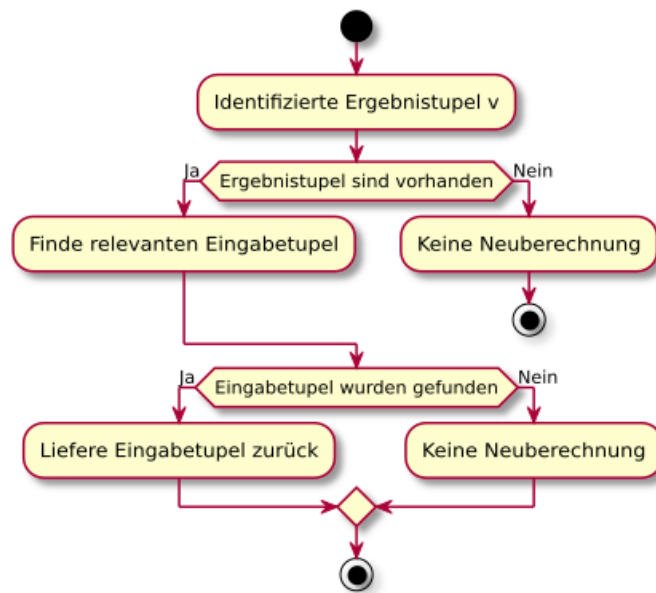 Identifizierte Ergebnistupel v
Ja
Ergebnistupel sind vorhanden
Nein
Finde relevanten Eingabetupel
Keine Neuberechnung
Ja
Eingabetupel wurden gefunden
Nein
Liefere Eingabetupel zurück
Keine Neuberechnung